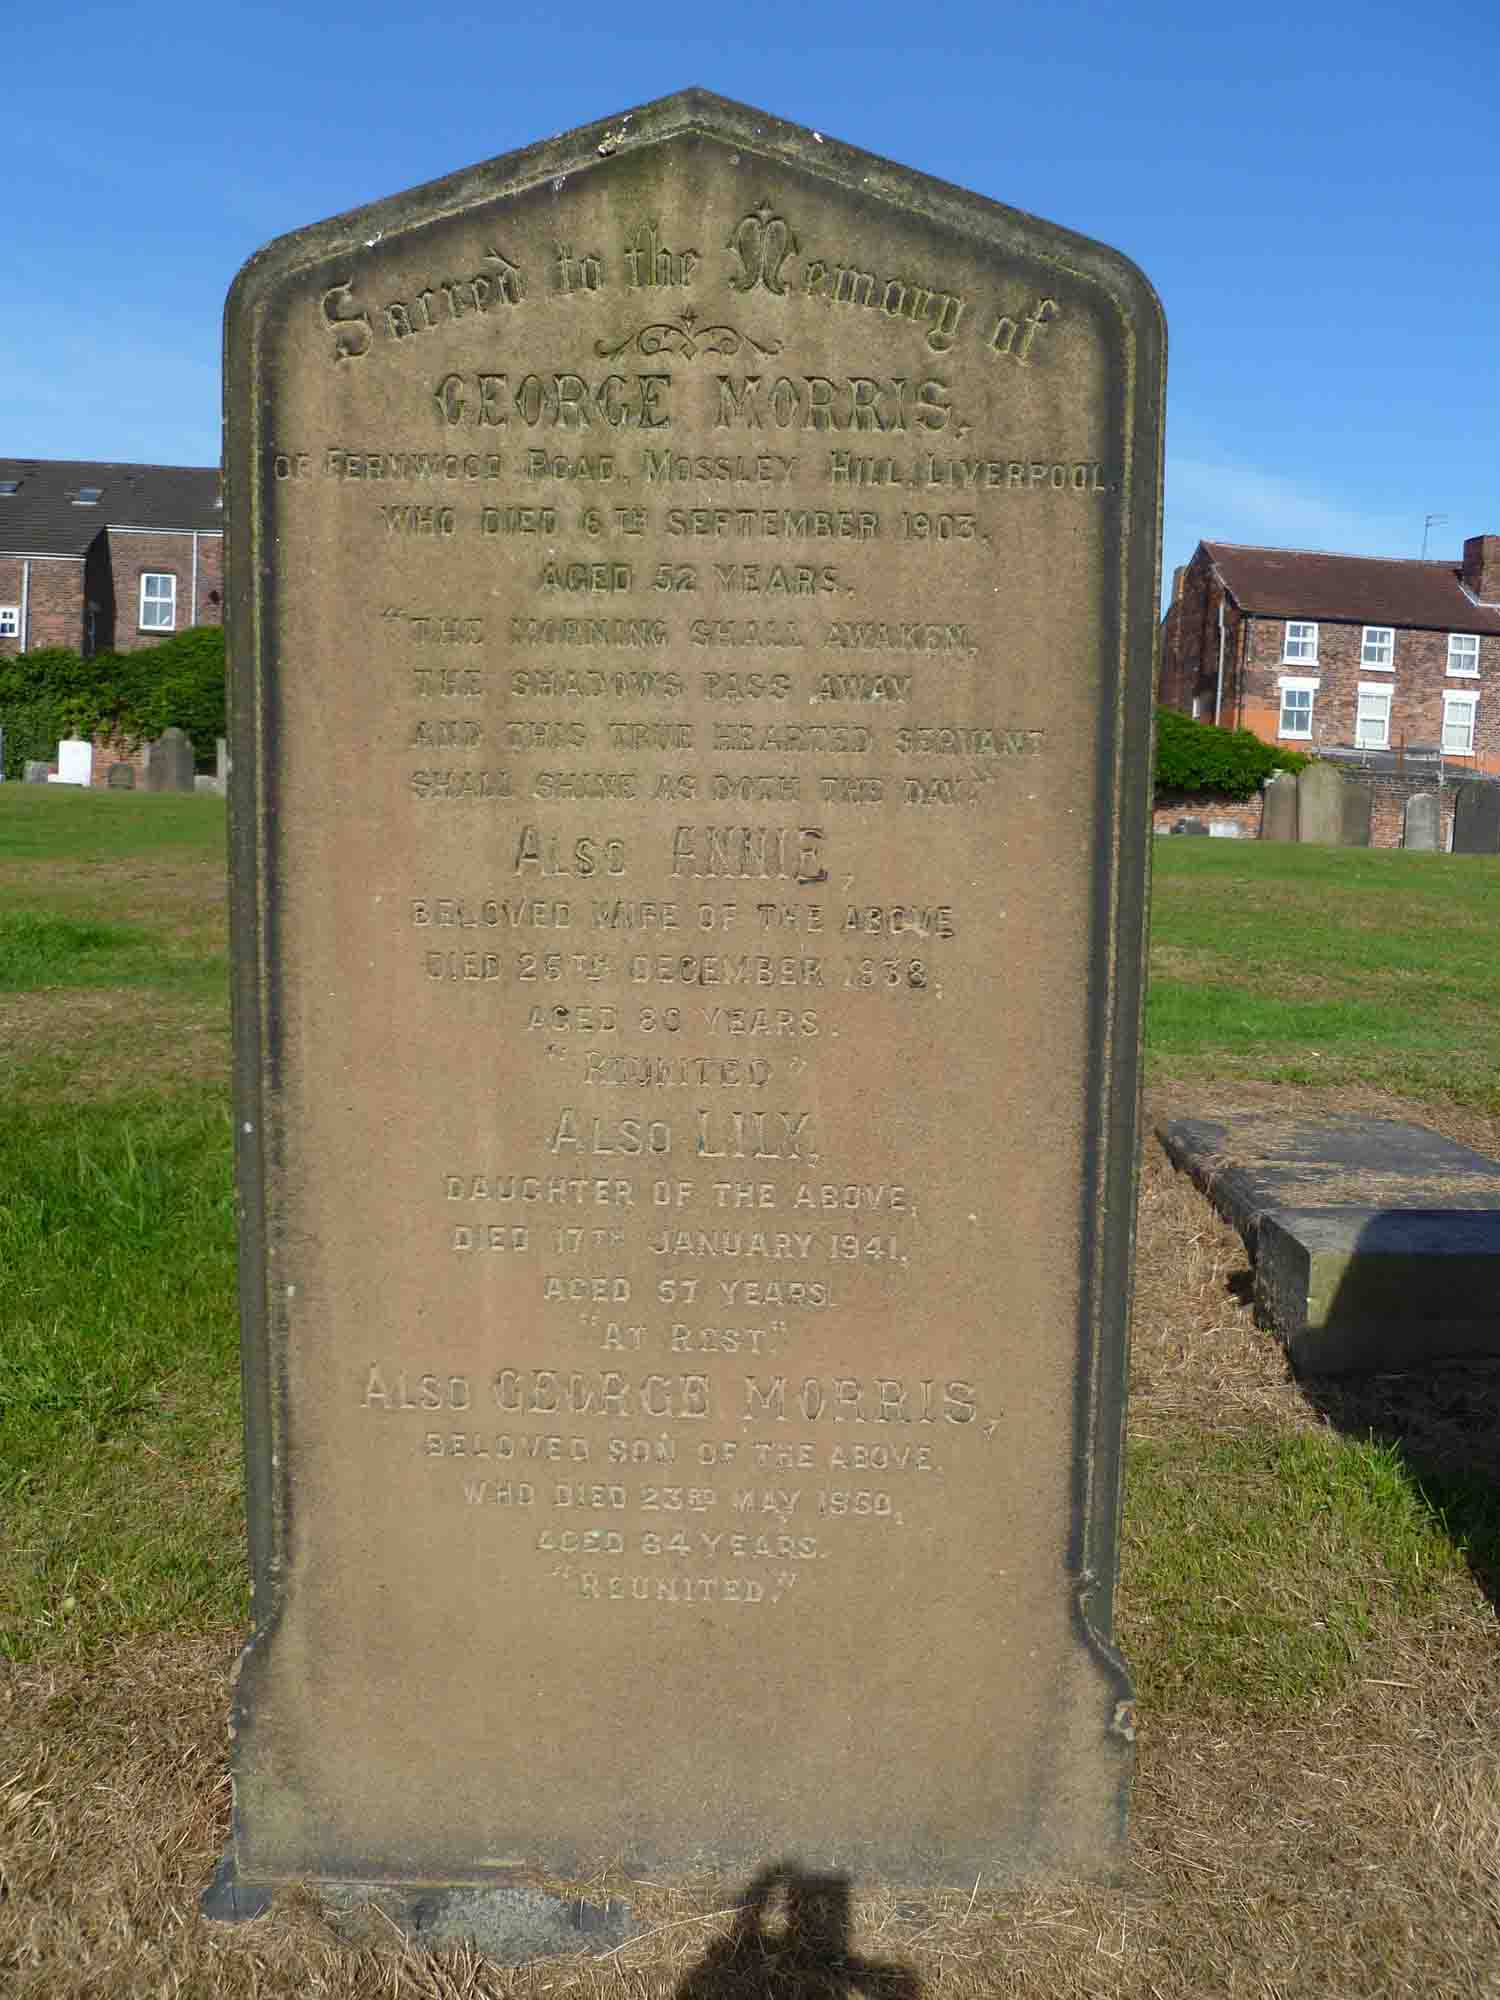 Sacred to the Memory of
GEORGE MORRIS,
OF FERNWOOD ROAD, MOSSLEY HILL, LIVERPOOL.
WHO DIED 6TH SEPTEMBER 1903,
AGED 52 YEARS.
"THE MORNING SHALL AWAKEN,
THE SHADOWS PASS AWAY
AND THIS TRUE HEARTED SERVANT
SHALL SHINE AS DOTH THE DAY."
ALSO ANNIE,
BELOVED WIFE OF THE ABOVE
DIED 26TH DECEMBER 1938,
AGED 80 YEARS.
"REUNITED"
ALSO LILY,
DAUGHTER OF THE ABOVE,
DIED 17TH JANUARY 1941,
AGED 57 YEARS.
"AT REST."
ALSO GEORGE MORRIS,
BELOVED SON OF THE ABOVE,
WHO DIED 23RD MAY 1950,
AGED 64 YEARS.
"REUNITED."